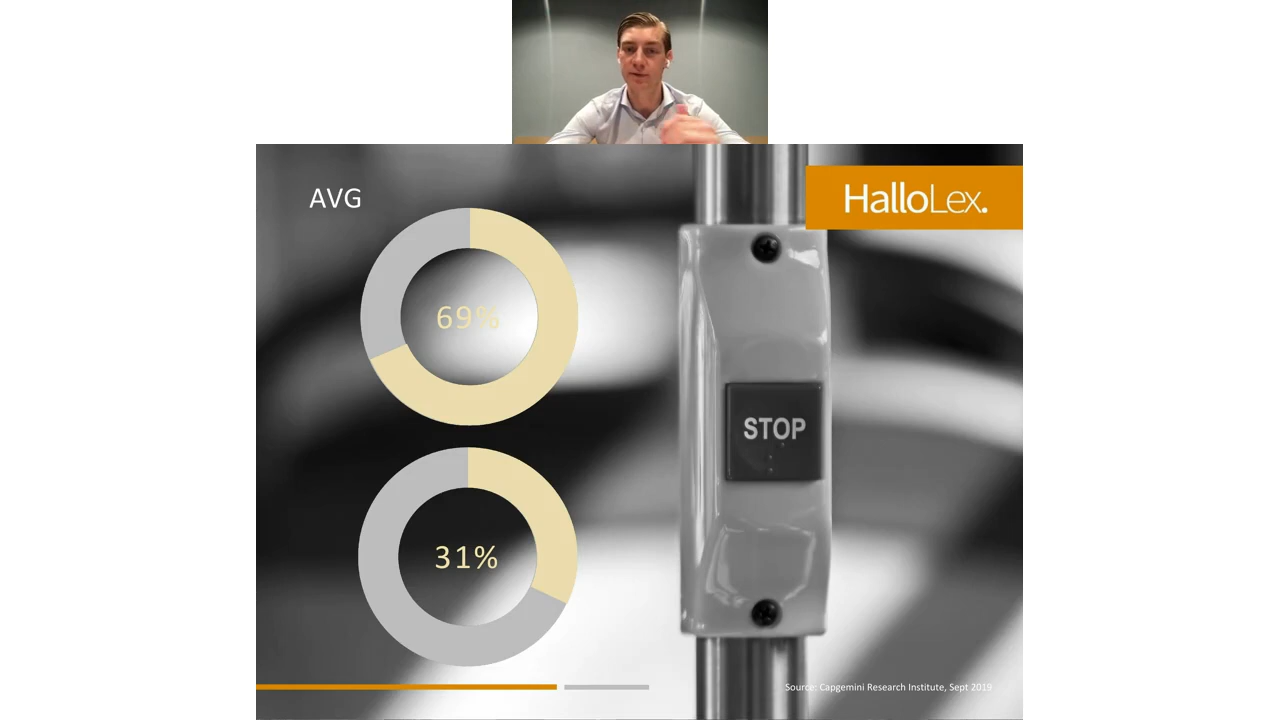 AVG
HalloLex.
69%
STOP
31%
Source: Capgemini Research Institute, Sept 2019